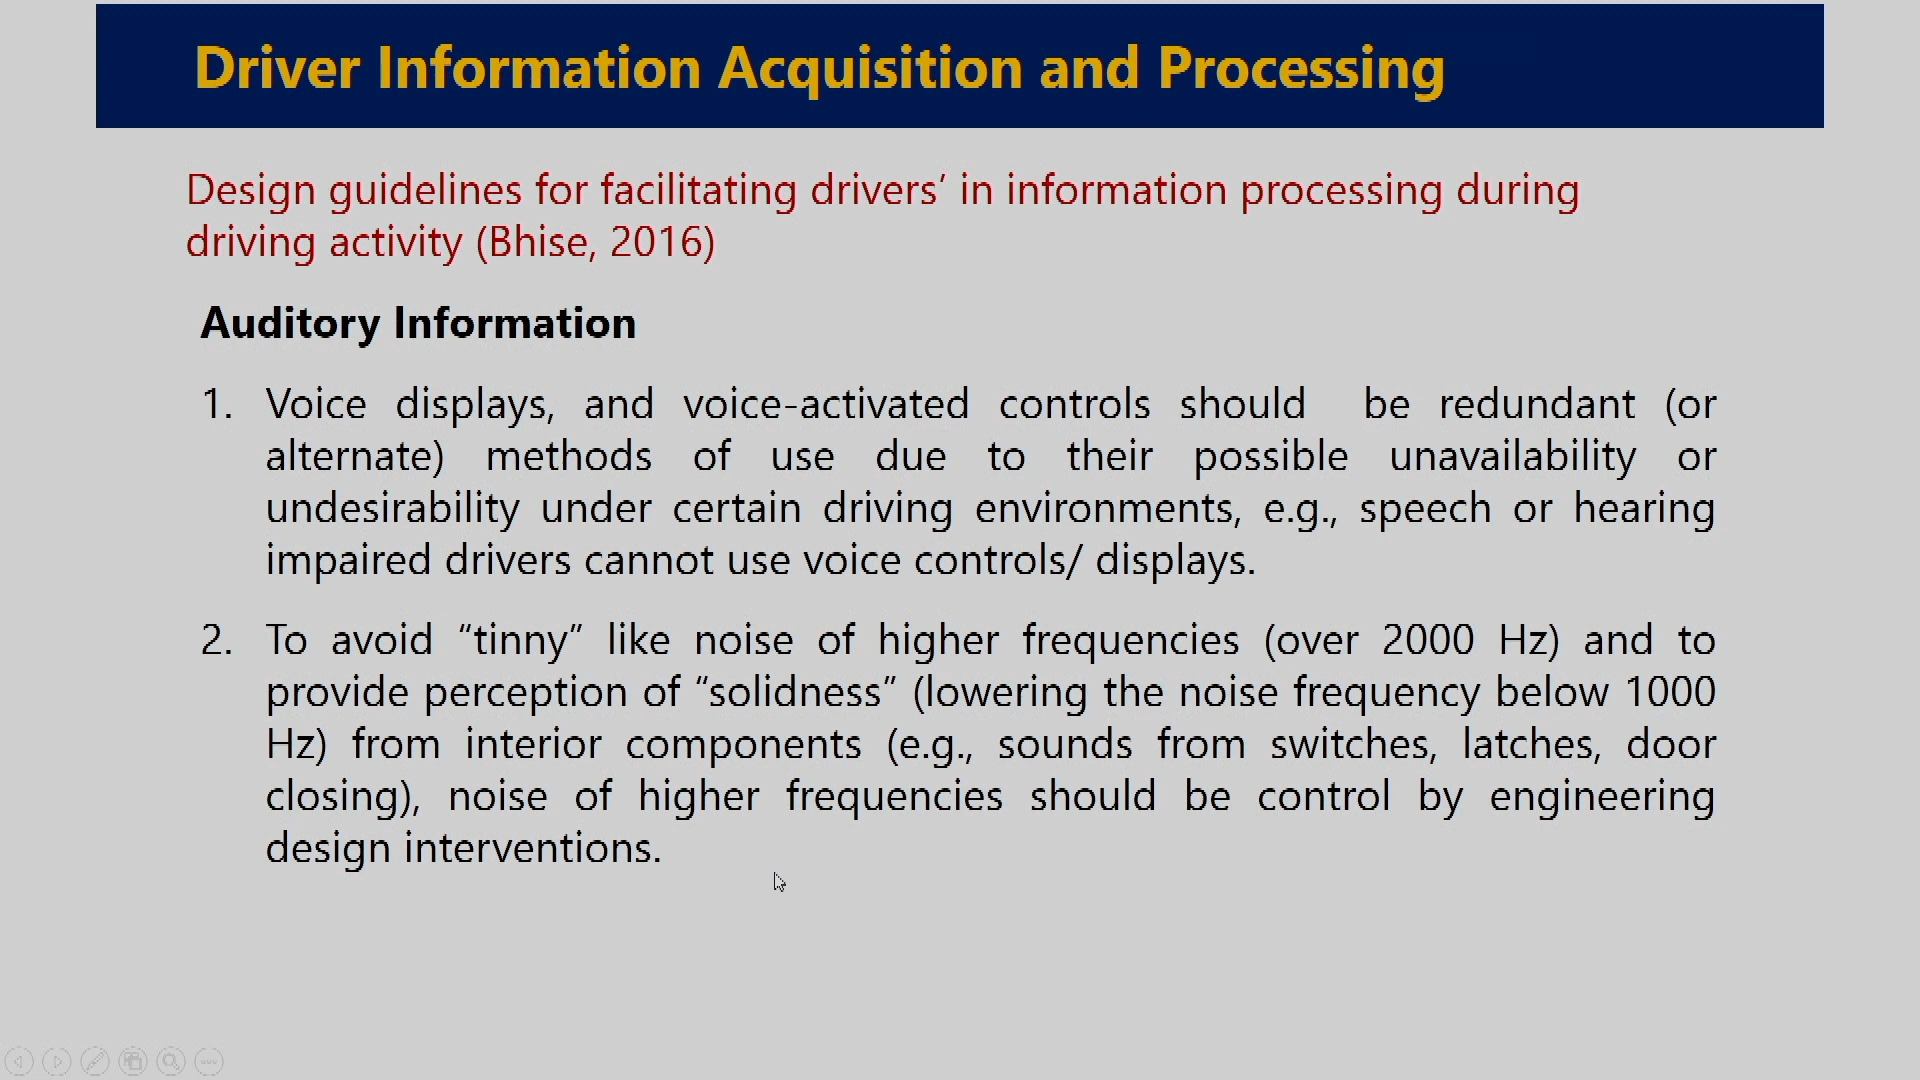 Driver Information Acquisition and Processing
Design guidelines for facilitating drivers’ in information processing during
driving activity (Bhise, 2016)
Auditory Information
1. Voice displays, and voice-activated controls should be redundant (or
alternate) methods of use due to their possible unavailability or
undesirability under certain driving environments, e.g., speech or hearing
impaired drivers cannot use voice controls/ displays.
2. To avoid “tinny” like noise of higher frequencies (over 2000 Hz) and to
provide perception of “solidness” (lowering the noise frequency below 1000
Hz) from interior components (e.g., sounds from switches, latches, door
closing), noise of higher frequencies should be control by engineering
design interventions.